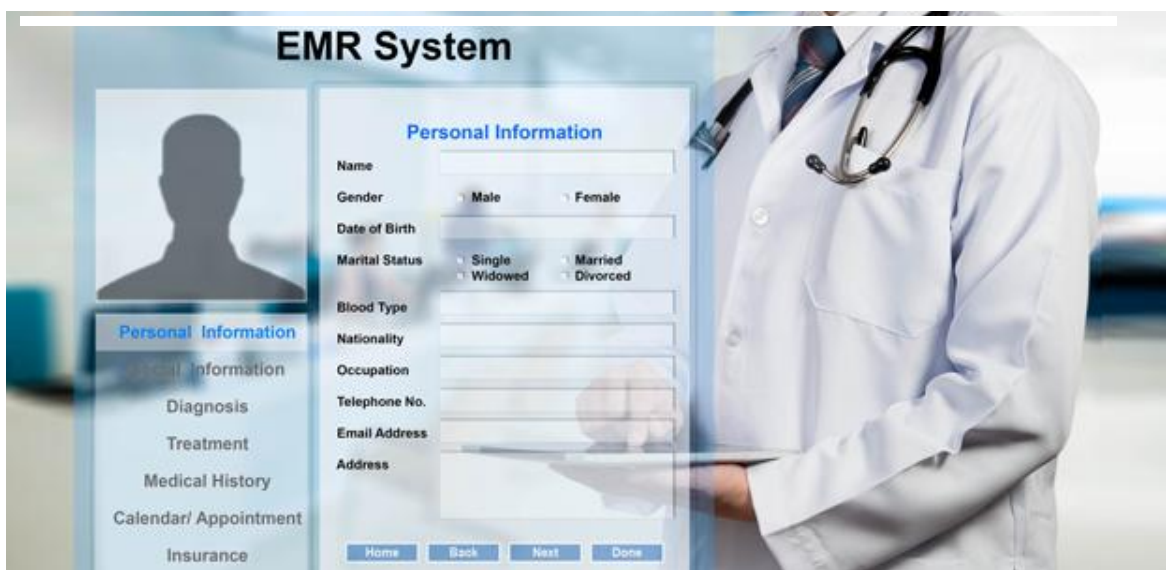 EMR System
Personal Information
Name
Gender Male Female
Date of Birth
Marital Status Single Married
Widowed Divorced
Blood Type
Nationality
Occupation
Telephone No.
Email Address
Address
Home Back Next Done
Personal Information
Information
Diagnosis
Treatment
Medical History
Calendar/ Appointment
Insurance